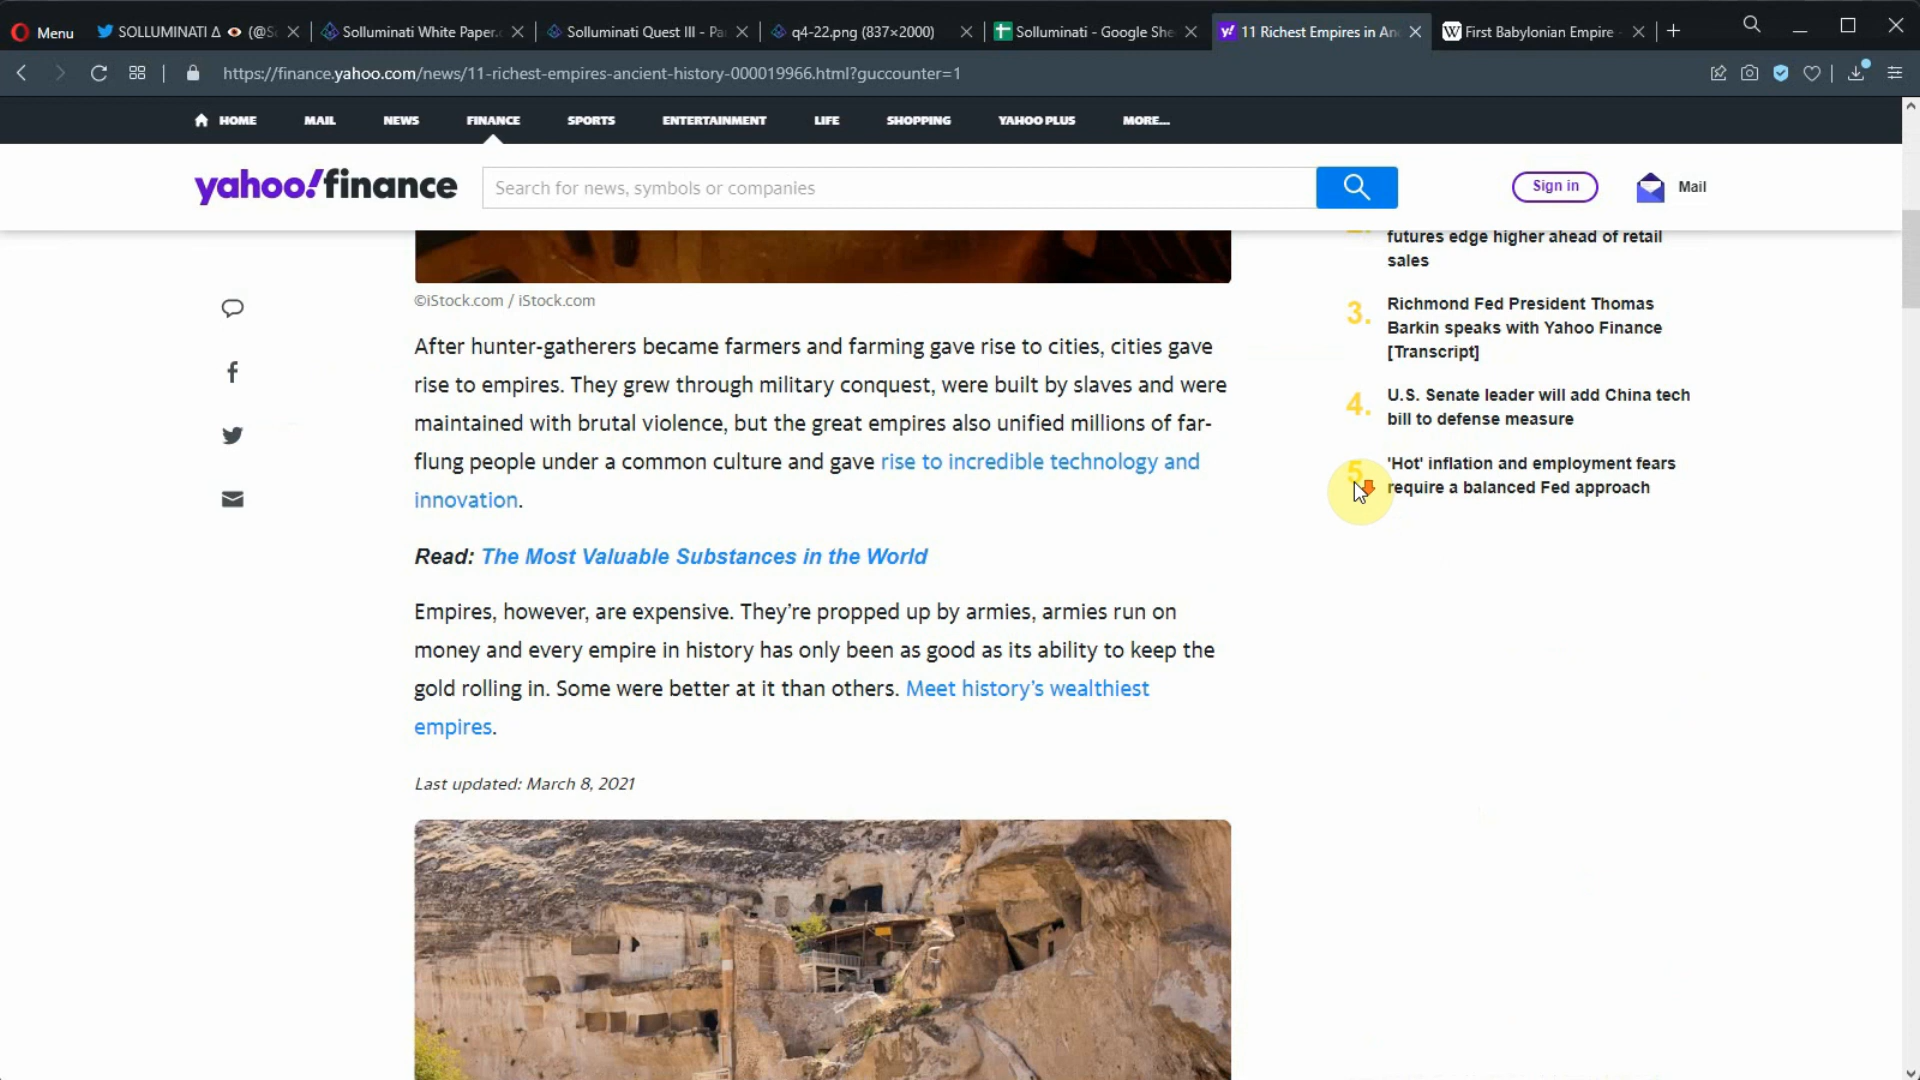 Menu
SOLLUMINATI Δ (@So
Solluminati White Paper.
Solluminati Quest III - Pa
q4-22.png (837×2000)
Solluminati - Google She
11 Richest Empires in An
First Babylonian Empire -
https://finance.yahoo.com/news/11-richest-empires-ancient-history-000019966.html?guccounter=1
HOME MAIL NEWS FINANCE SPORTS ENTERTAINMENT LIFE SHOPPING YAHOO PLUS MORE...
yahoo!finance
Search for news, symbols or companies
Sign in
Mail
©iStock.com / iStock.com
After hunter-gatherers became farmers and farming gave rise to cities, cities gave
rise to empires. They grew through military conquest, were built by slaves and were
maintained with brutal violence, but the great empires also unified millions of far-
flung people under a common culture and gave rise to incredible technology and
innovation.
Read: The Most Valuable Substances in the World
Empires, however, are expensive. They’re propped up by armies, armies run on
money and every empire in history has only been as good as its ability to keep the
gold rolling in. Some were better at it than others. Meet history’s wealthiest
empires.
Last updated: March 8, 2021
futures edge higher ahead of retail
sales
3. Richmond Fed President Thomas
Barkin speaks with Yahoo Finance
[Transcript]
4. U.S. Senate leader will add China tech
bill to defense measure
5. 'Hot' inflation and employment fears
require a balanced Fed approach